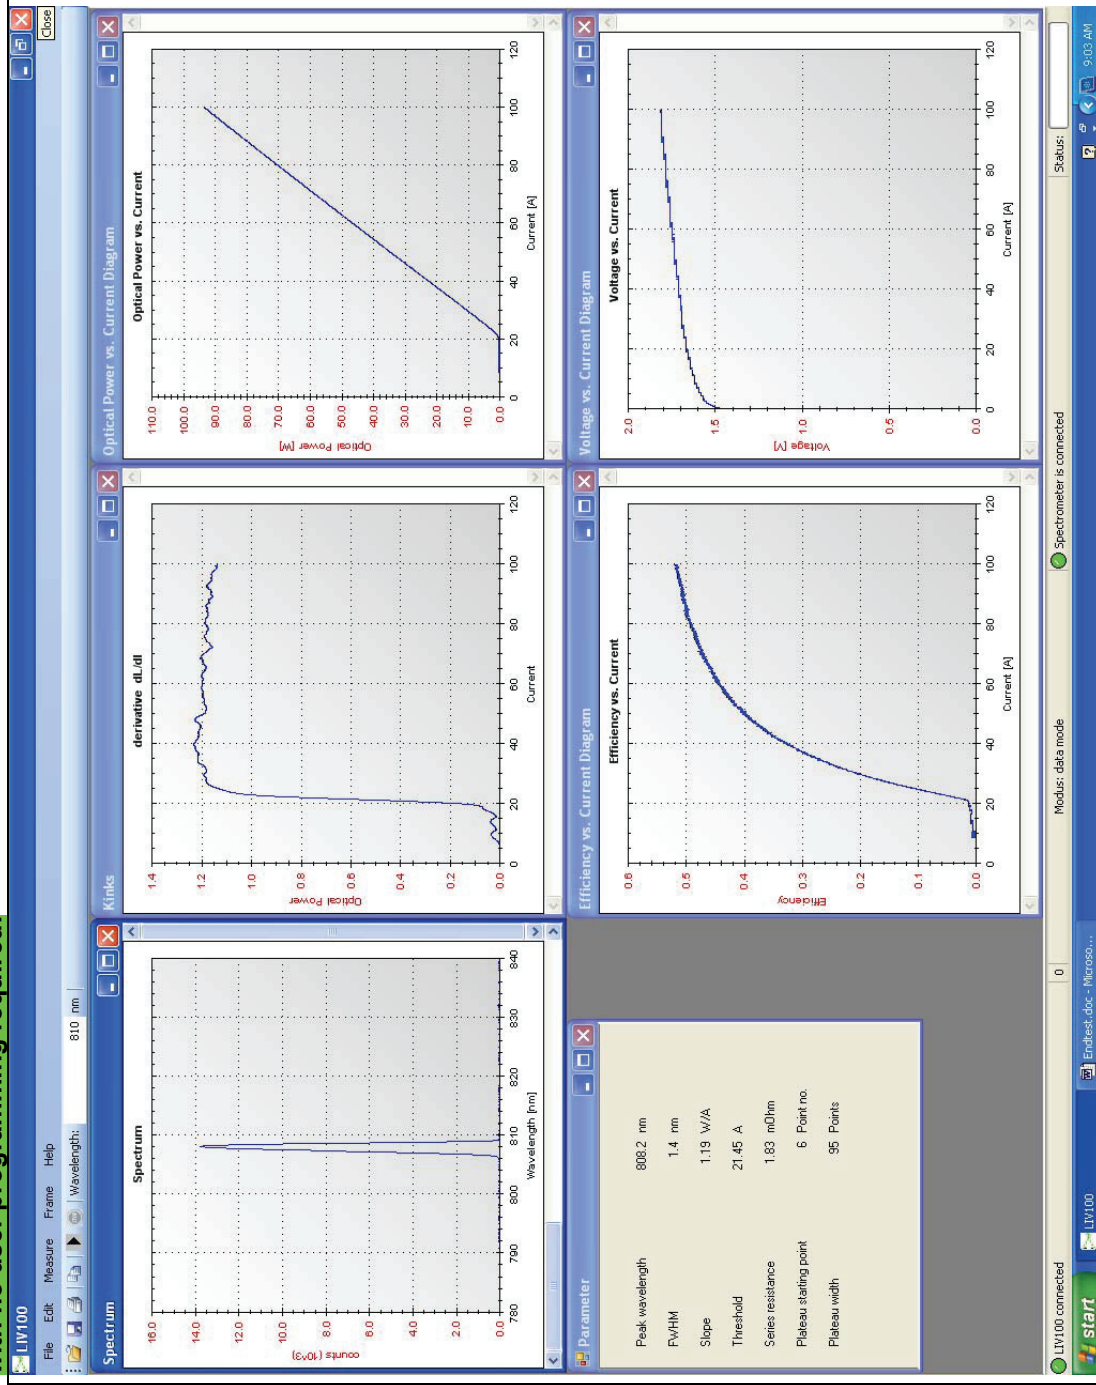 with no user programming required.
LIV100
Close
File Edit Measure Frame Help
Wavelength: 810 nm
Spectrum
Spectrum
counts (10^3)
16.0
14.0
12.0
10.0
8.0
6.0
4.0
2.0
0.0
780 790 800 810 820 830 840
Wavelength [nm]
Kinks
derivative dL/dI
Optical Power
1.4
1.2
1.0
0.8
0.6
0.4
0.2
0.0
0 20 40 60 80 100 120
Current
Optical Power vs. Current Diagram
Optical Power vs. Current
Optical Power [W]
110.0
100.0
90.0
80.0
70.0
60.0
50.0
40.0
30.0
20.0
10.0
0.0
0 20 40 60 80 100 120
Current [A]
Parameter
Peak wavelength 808.2 nm
FWHM 1.4 nm
Slope 1.19 W/A
Threshold 21.45 A
Series resistance 1.83 mOhm
Plateau starting point 6 Point no.
Plateau width 95 Points
Efficiency vs. Current Diagram
Efficiency vs. Current
Efficiency
0.6
0.5
0.4
0.3
0.2
0.1
0.0
0 20 40 60 80 100 120
Current [A]
Voltage vs. Current Diagram
Voltage vs. Current
Voltage [V]
2.0
1.5
1.0
0.5
0.0
0 20 40 60 80 100 120
Current [A]
LIV100 connected 0 Modus: data mode Spectrometer is connected Status:
start LIV100 Endtest.doc - Microso... 9:03 AM